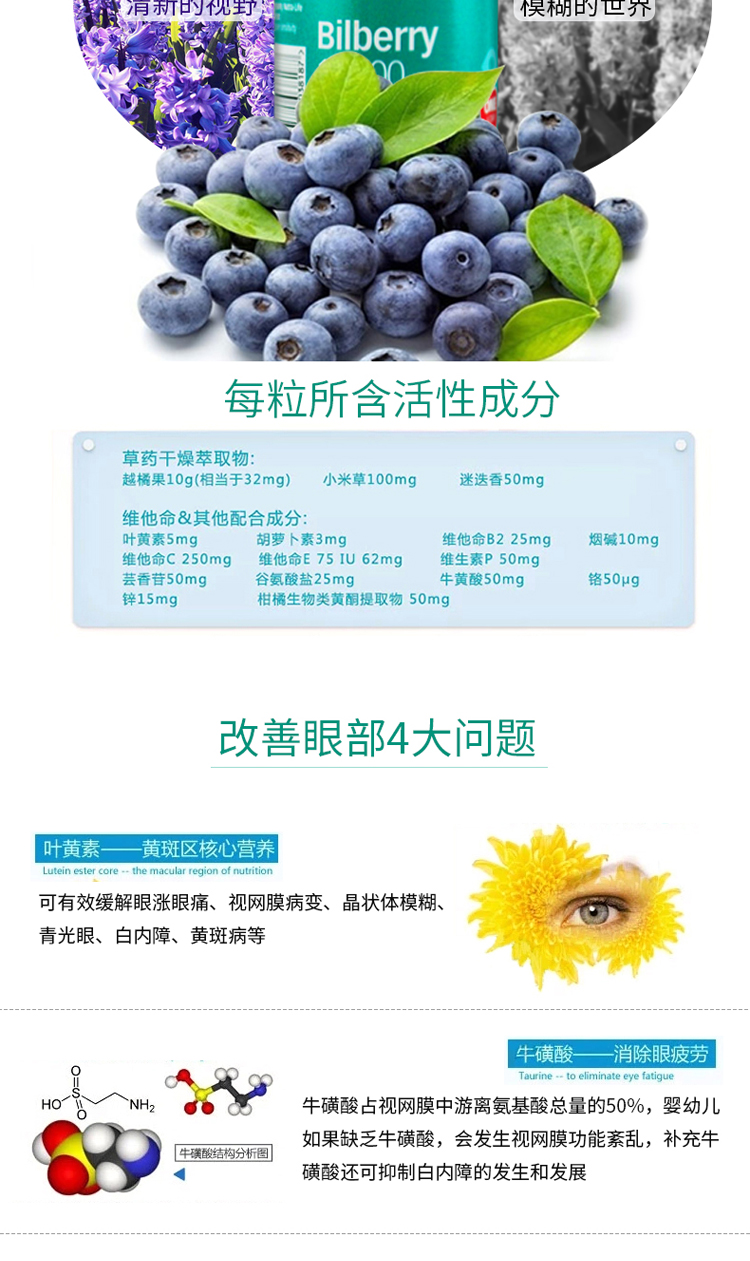 清新的视野
模糊的世界
Bilberry
每粒所含活性成分
草药干燥萃取物:
越橘果10g(相当于32mg) 小米草100mg 迷迭香50mg
维他命&其他配合成分:
叶黄素5mg 胡萝卜素3mg 维他命B2 25mg 烟碱10mg
维他命C 250mg 维他命E 75 IU 62mg 维生素P 50mg
芸香苷50mg 谷氨酸盐25mg 牛黄酸50mg 铬50μg
锌15mg 柑橘生物类黄酮提取物 50mg
改善眼部4大问题
叶黄素——黄斑区核心营养
Lutein ester core -- the macular region of nutrition
可有效缓解眼涨眼痛、视网膜病变、晶状体模糊、
青光眼、白内障、黄斑病等
牛磺酸——消除眼疲劳
Taurine -- to eliminate eye fatigue
牛磺酸占视网膜中游离氨基酸总量的50%，婴幼儿
如果缺乏牛磺酸，会发生视网膜功能紊乱，补充牛
磺酸还可抑制白内障的发生和发展
O
HO S NH₂
O
牛磺酸结构分析图